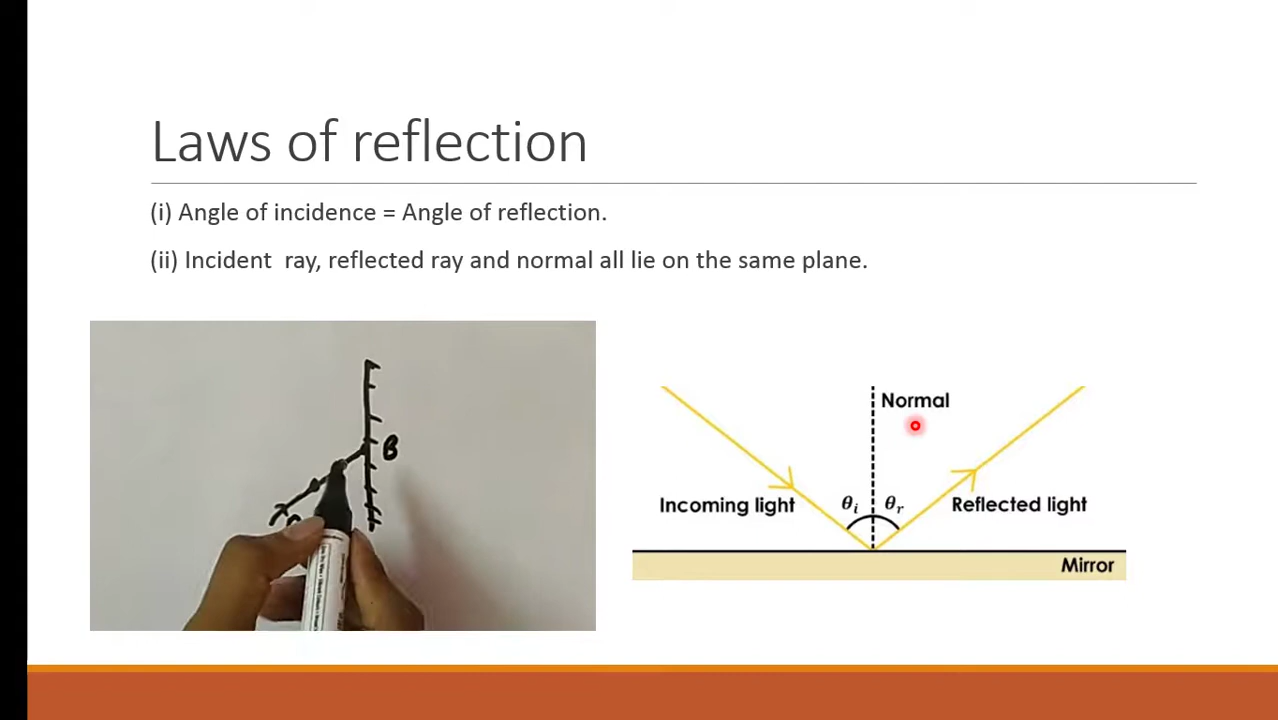 Laws of reflection
(i) Angle of incidence = Angle of reflection.
(ii) Incident ray, reflected ray and normal all lie on the same plane.
B
Normal
Incoming light
θi θr
Reflected light
Mirror